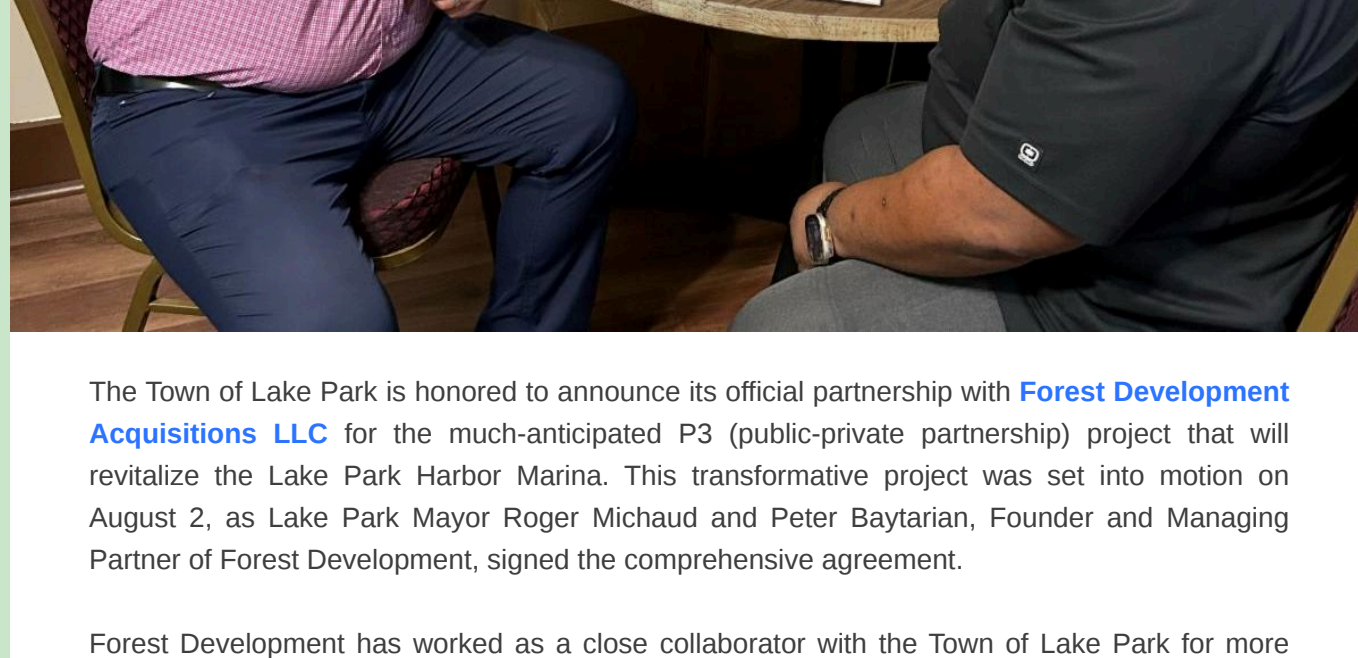 The Town of Lake Park is honored to announce its official partnership with Forest Development
Acquisitions LLC for the much-anticipated P3 (public-private partnership) project that will
revitalize the Lake Park Harbor Marina. This transformative project was set into motion on
August 2, as Lake Park Mayor Roger Michaud and Peter Baytarian, Founder and Managing
Partner of Forest Development, signed the comprehensive agreement.
Forest Development has worked as a close collaborator with the Town of Lake Park for more